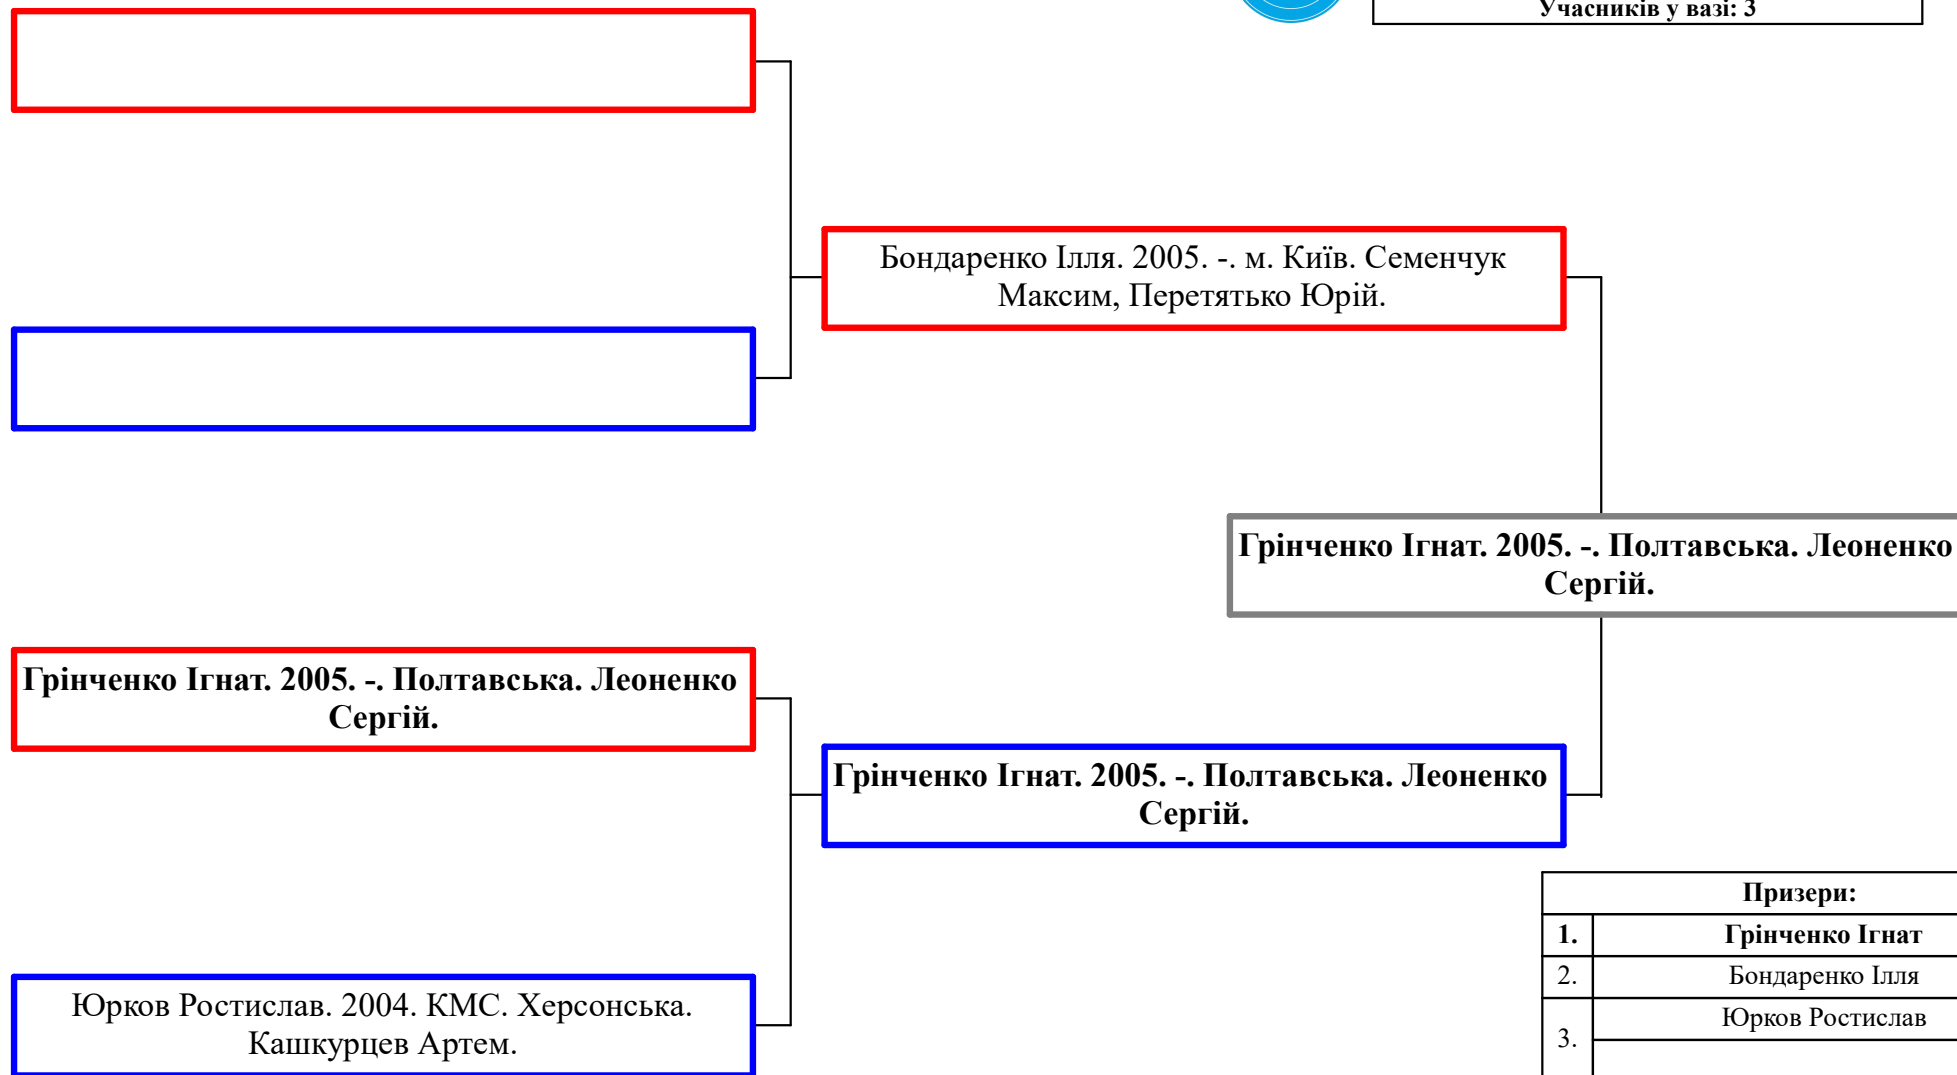 Учасників у вазі: 3
Бондаренко Ілля. 2005. -. м. Київ. Семенчук
Максим, Перетятько Юрій.
Грінченко Ігнат. 2005. -. Полтавська. Леоненко
Сергій.
Грінченко Ігнат. 2005. -. Полтавська. Леоненко
Сергій.
Грінченко Ігнат. 2005. -. Полтавська. Леоненко
Сергій.
Юрков Ростислав. 2004. КМС. Херсонська.
Кашкурцев Артем.
Призери:
1. Грінченко Ігнат
2. Бондаренко Ілля
3. Юрков Ростислав